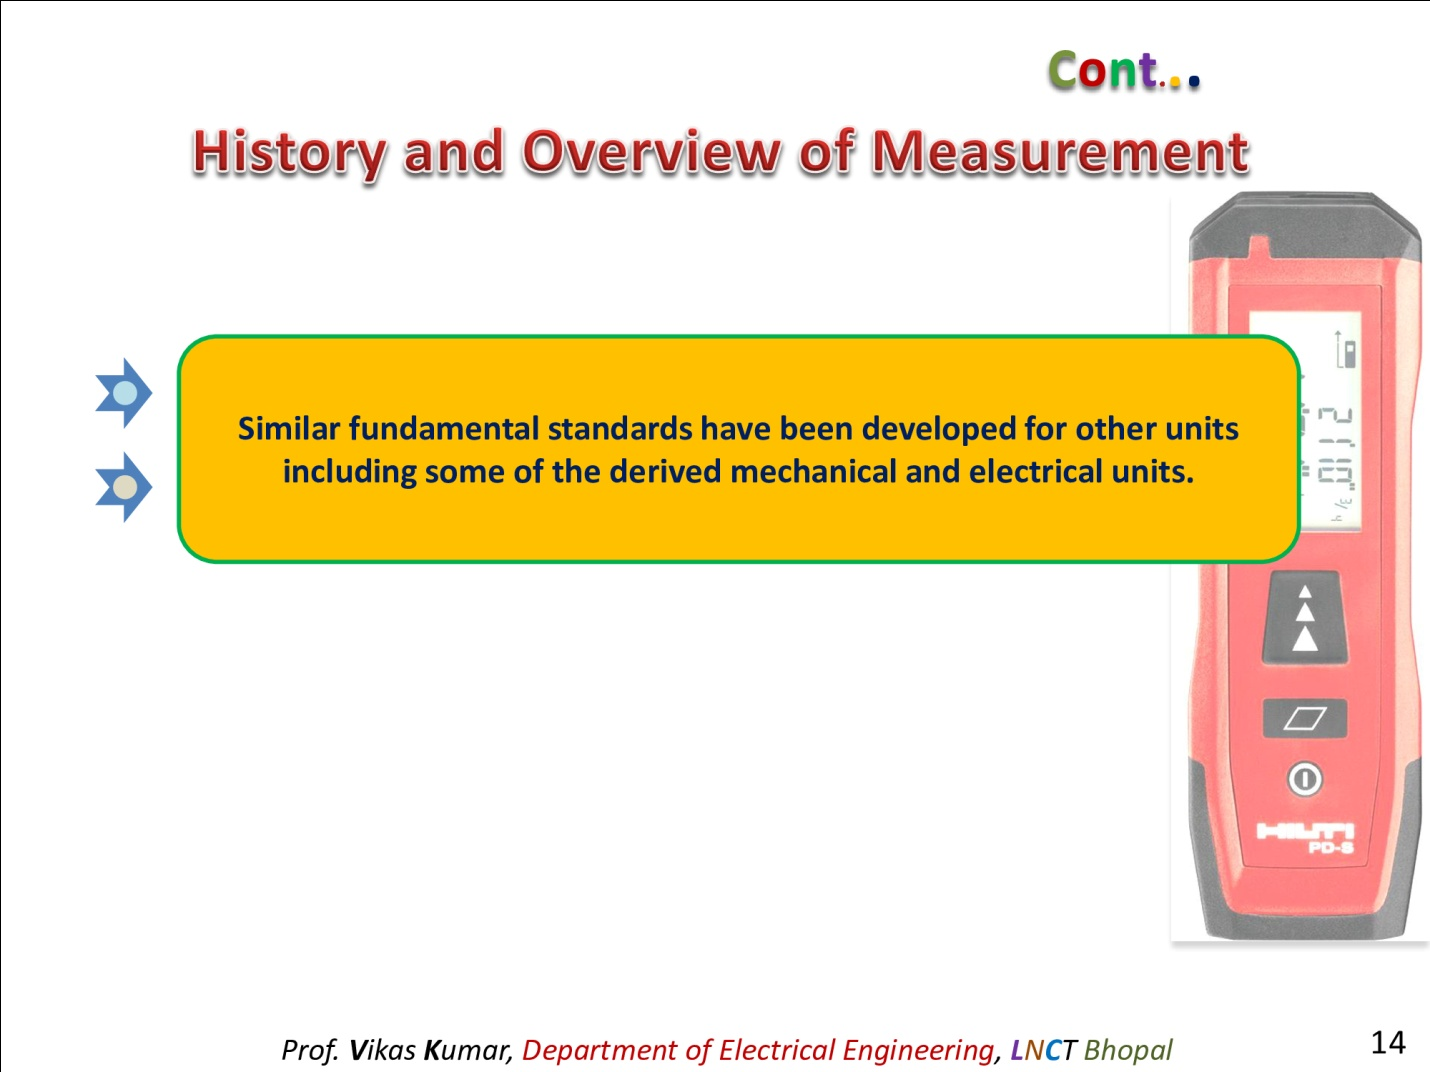 Cont...
History and Overview of Measurement
Similar fundamental standards have been developed for other units
including some of the derived mechanical and electrical units.
HILTI
PD-S
Prof. Vikas Kumar, Department of Electrical Engineering, LNCT Bhopal
14